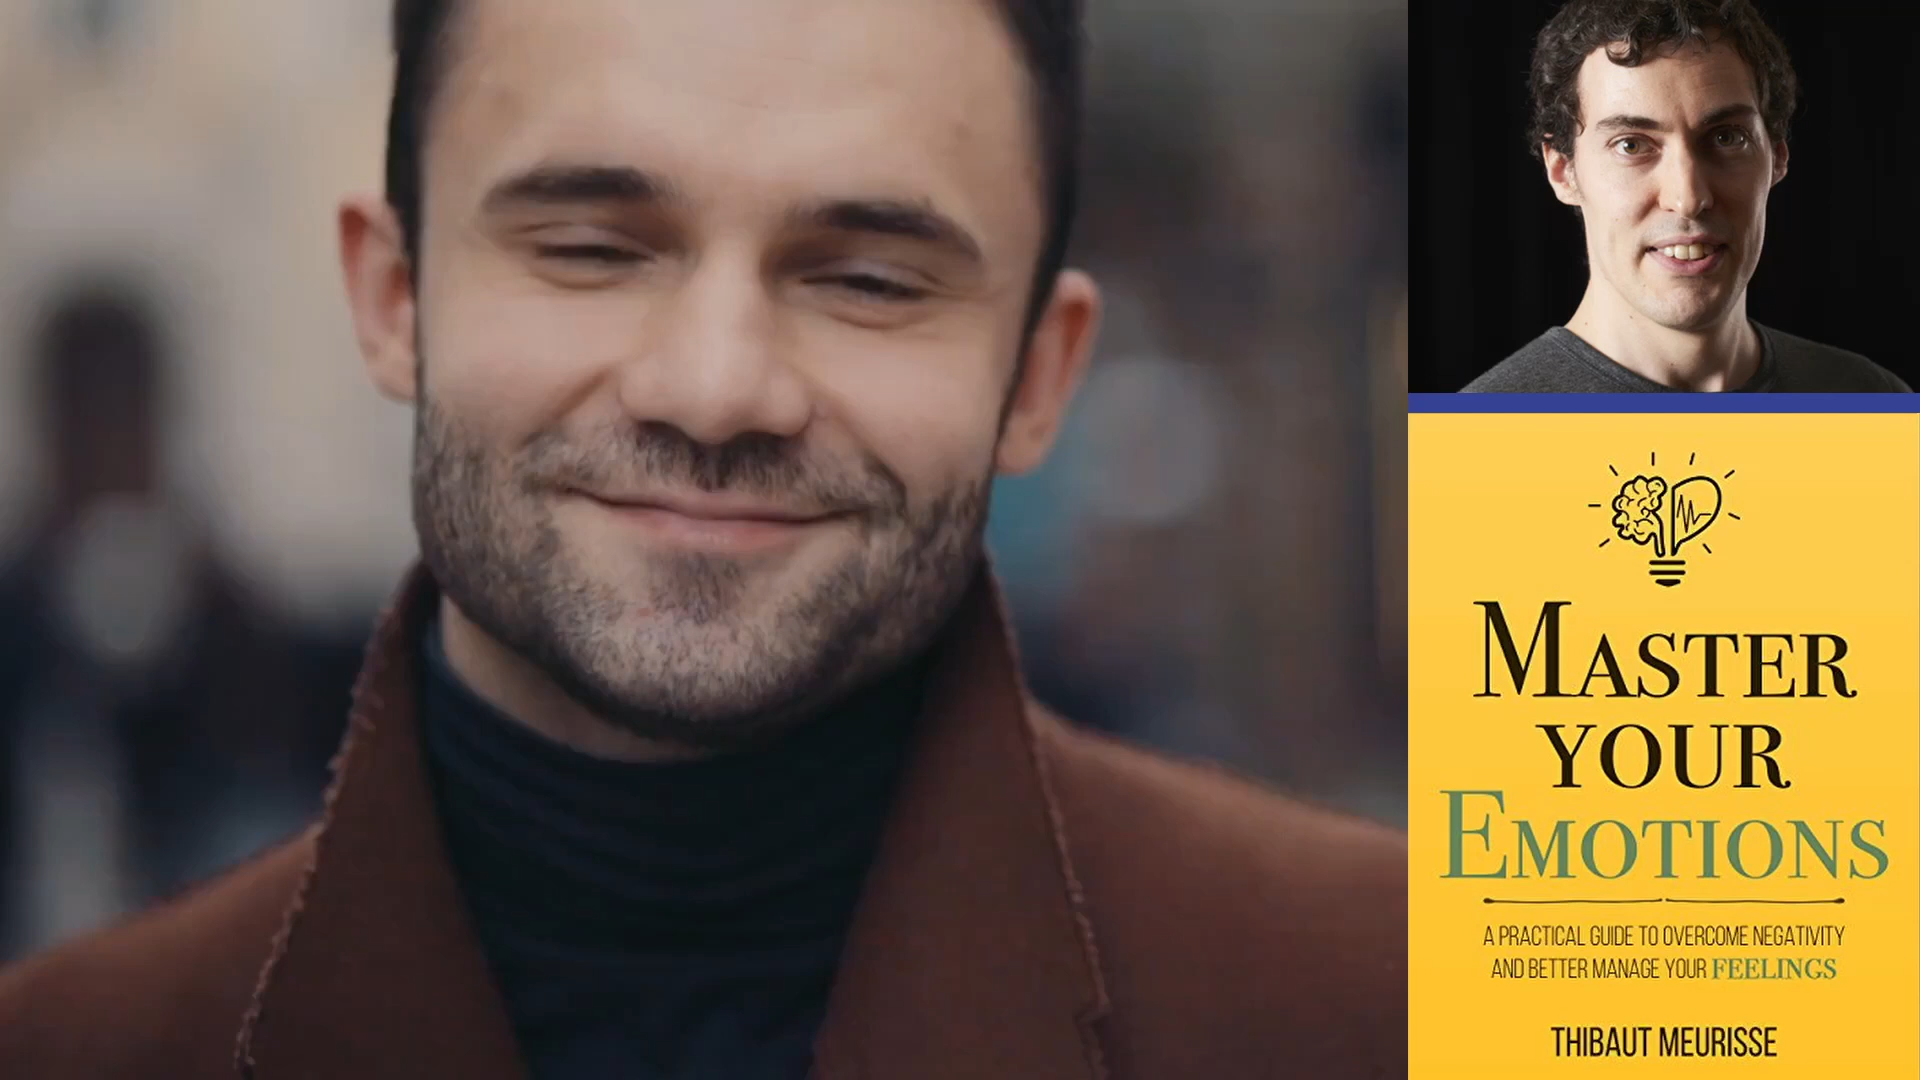 MASTER
YOUR
EMOTIONS
A PRACTICAL GUIDE TO OVERCOME NEGATIVITY
AND BETTER MANAGE YOUR FEELINGS
THIBAUT MEURISSE